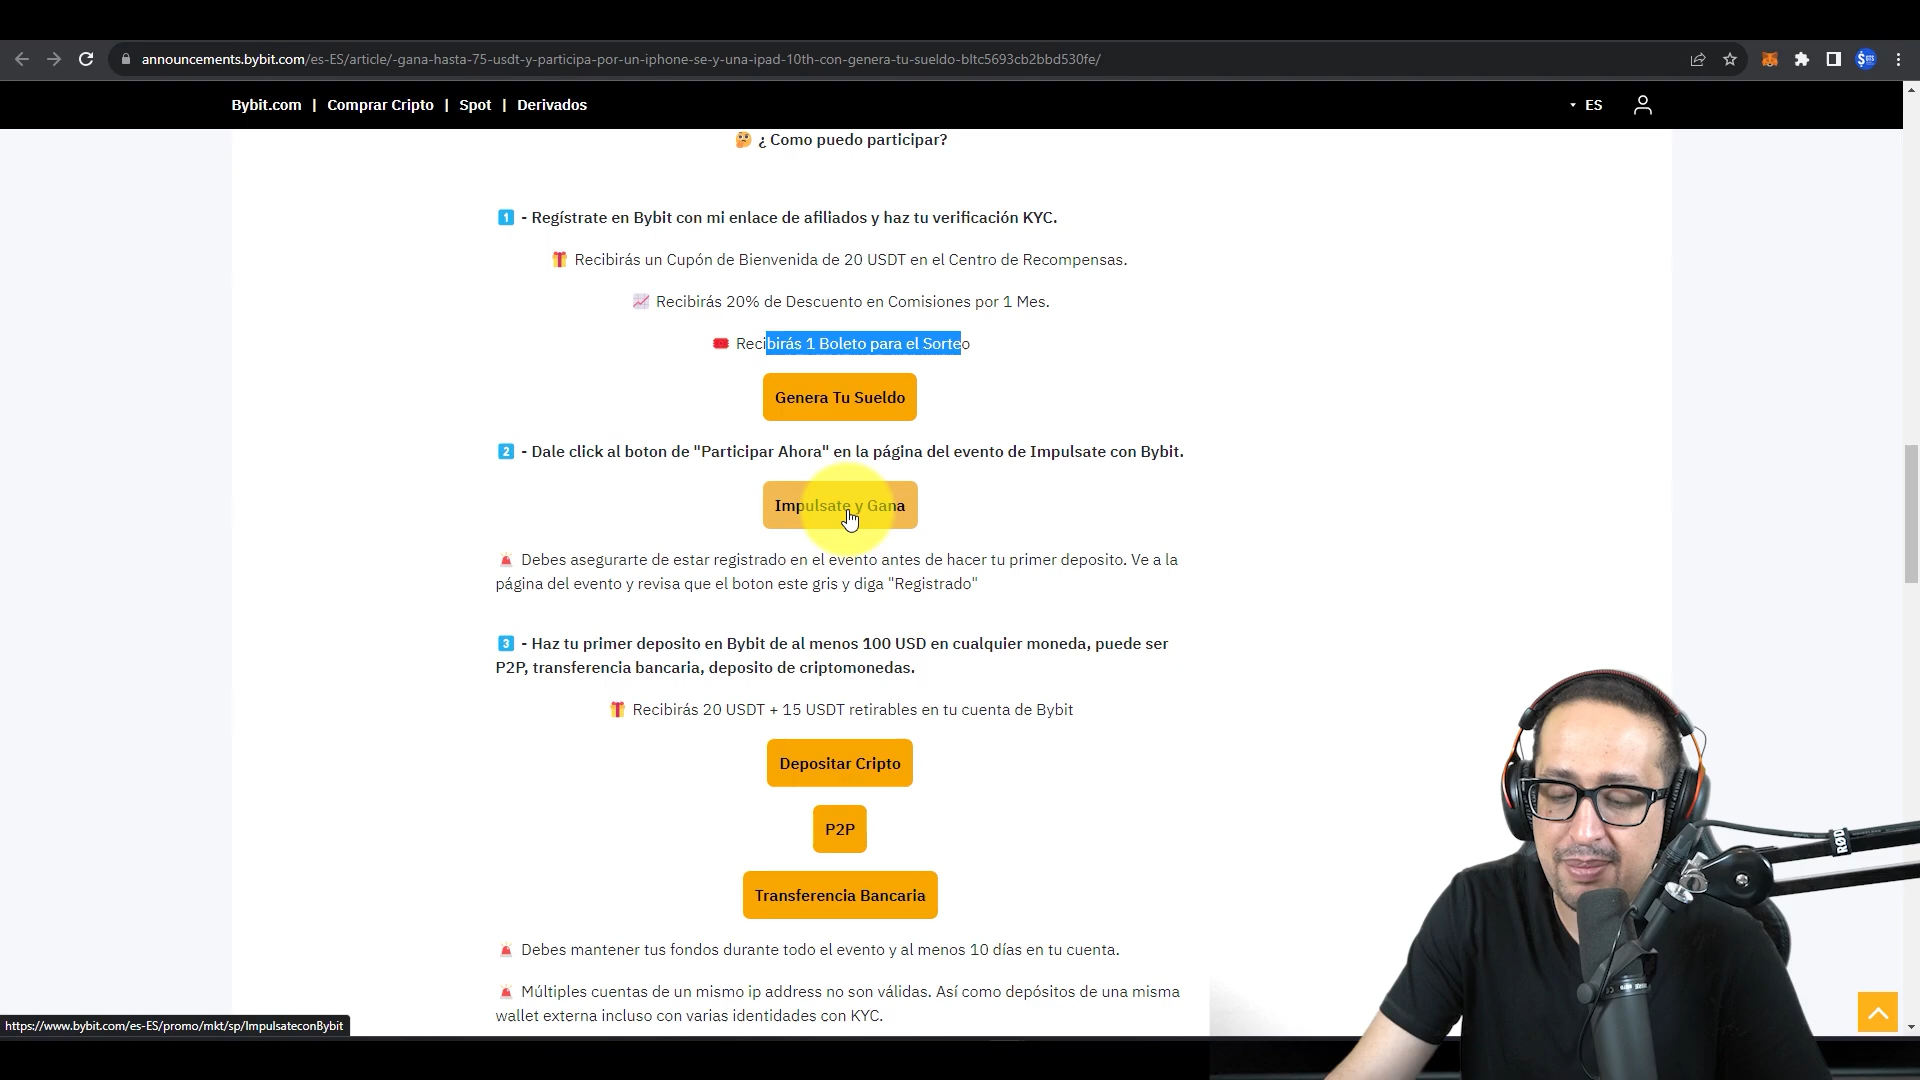 announcements.bybit.com/es-ES/article/-gana-hasta-75-usdt-y-participa-por-un-iphone-se-y-una-ipad-10th-con-genera-tu-sueldo-bltc5693cb2bbd530fe/
Bybit.com | Comprar Cripto | Spot | Derivados
ES
🤔 ¿ Como puedo participar?
1️⃣ - Regístrate en Bybit con mi enlace de afiliados y haz tu verificación KYC.
🎁 Recibirás un Cupón de Bienvenida de 20 USDT en el Centro de Recompensas.
📈 Recibirás 20% de Descuento en Comisiones por 1 Mes.
🎟️ Recibirás 1 Boleto para el Sorteo
Genera Tu Sueldo
2️⃣ - Dale click al boton de "Participar Ahora" en la página del evento de Impulsate con Bybit.
Impulsate y Gana
🚨 Debes asegurarte de estar registrado en el evento antes de hacer tu primer deposito. Ve a la
página del evento y revisa que el boton este gris y diga "Registrado"
3️⃣ - Haz tu primer deposito en Bybit de al menos 100 USD en cualquier moneda, puede ser
P2P, transferencia bancaria, deposito de criptomonedas.
🎁 Recibirás 20 USDT + 15 USDT retirables en tu cuenta de Bybit
Depositar Cripto
P2P
Transferencia Bancaria
🚨 Debes mantener tus fondos durante todo el evento y al menos 10 días en tu cuenta.
🚨 Múltiples cuentas de un mismo ip address no son válidas. Así como depósitos de una misma
wallet externa incluso con varias identidades con KYC.
https://www.bybit.com/es-ES/promo/mkt/sp/ImpulsateconBybit
RØD